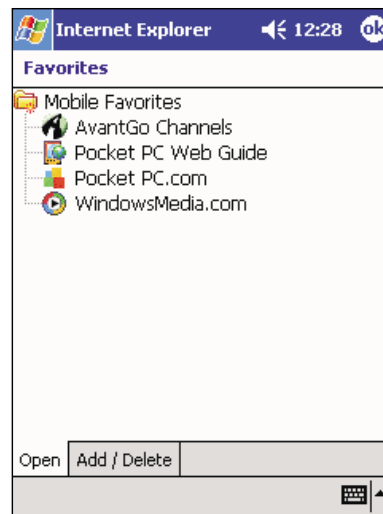 Internet Explorer 12:28 ok
Favorites
Mobile Favorites
AvantGo Channels
Pocket PC Web Guide
Pocket PC.com
WindowsMedia.com
Open Add / Delete